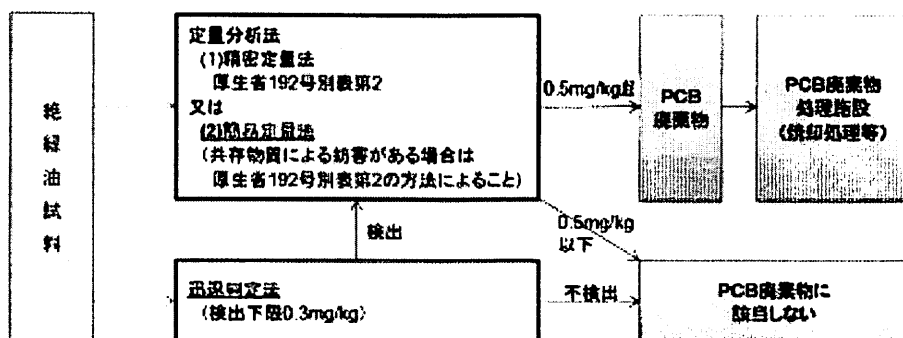 絶縁油試料
定量分析法
(1)精密定量法
厚生省192号別表第2
又は
(2)簡易定量法
(共存物質による妨害がある場合は
厚生省192号別表第2の方法によること)
0.5mg/kg超
PCB
廃棄物
PCB廃棄物
処理施設
(焼却処理等)
検出
0.5mg/kg
以下
迅速判定法
(検出下限0.3mg/kg)
不検出
PCB廃棄物に
該当しない